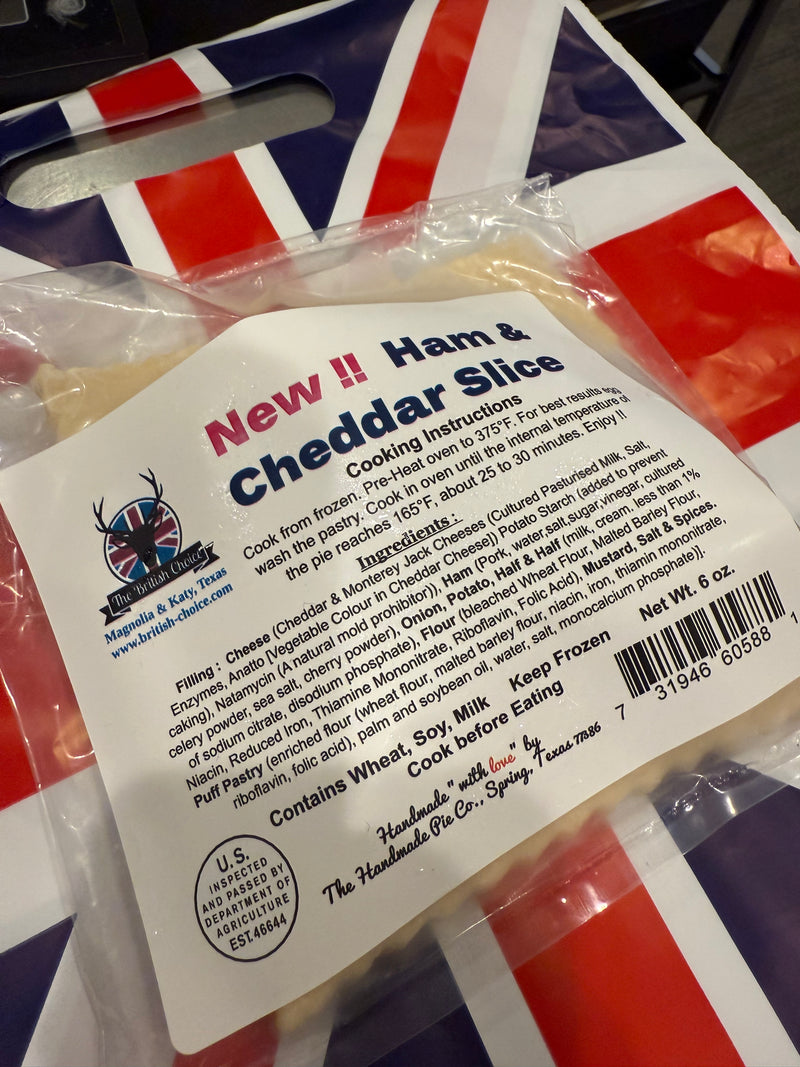 New !! Ham &
Cheddar Slice
Cooking Instructions
Cook from frozen. Pre-Heat oven to 375°F. For best results egg
wash the pastry. Cook in oven until the internal temperature of
the pie reaches 165°F, about 25 to 30 minutes. Enjoy !!
The British Choice
Magnolia & Katy, Texas
www.british-choice.com
Ingredients :
Filling : Cheese (Cheddar & Monterey Jack Cheeses (Cultured Pasturised Milk, Salt,
Enzymes, Anatto [Vegetable Colour in Cheddar Cheese]) Potato Starch (added to prevent
caking), Natamycin (A natural mold prohibitor)), Ham (Pork, water,salt,sugar,vinegar, cultured
celery powder, sea salt, cherry powder), Onion, Potato, Half & Half (milk, cream, less than 1%
of sodium citrate, disodium phosphate), Flour (bleached Wheat Flour, Malted Barley Flour,
Niacin, Reduced Iron, Thiamine Mononitrate, Riboflavin, Folic Acid), Mustard, Salt & Spices.
Puff Pastry (enriched flour (wheat flour, malted barley flour, niacin, iron, thiamin mononitrate,
riboflavin, folic acid), palm and soybean oil, water, salt, monocalcium phosphate)].
Contains Wheat, Soy, Milk Keep Frozen
Cook before Eating
Net Wt. 6 oz.
7 31946 60588 1
Handmade" with love" by
The Handmade Pie Co., Spring, Texas 77386
U.S.
INSPECTED
AND PASSED BY
DEPARTMENT OF
AGRICULTURE
EST.46644